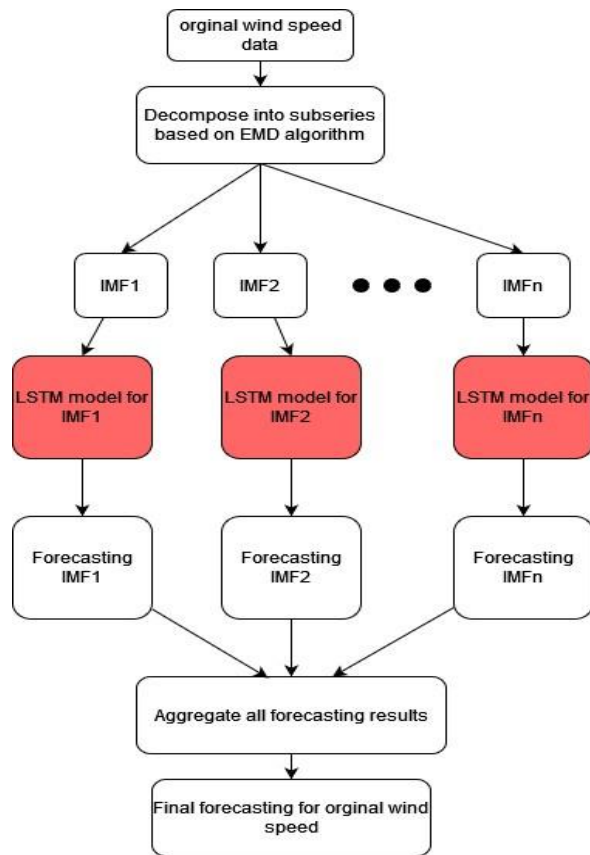 orginal wind speed
data
Decompose into subseries
based on EMD algorithm
IMF1
IMF2
IMFn
LSTM model for
IMF1
LSTM model for
IMF2
LSTM model for
IMFn
Forecasting
IMF1
Forecasting
IMF2
Forecasting
IMFn
Aggregate all forecasting results
Final forecasting for orginal wind
speed